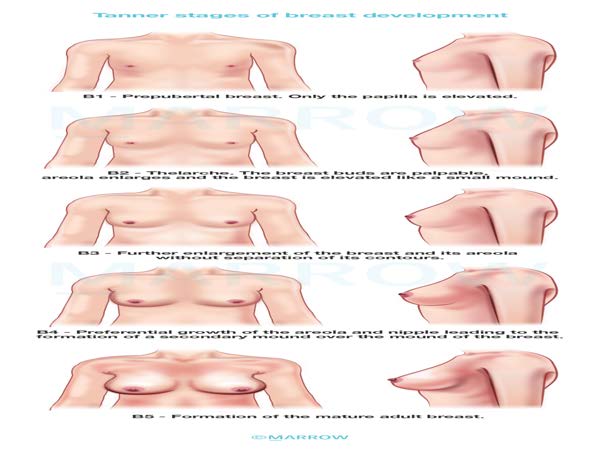 Tanner stages of breast development
B1 - Prepubertal breast. Only the papilla is elevated.
MARROW
B2 - Thelarche. The breast buds are palpable,
areola enlarges and the breast is elevated like a small mound.
B3 - Further enlargement of the breast and its areola
without separation of its contours.
MARROW
B4 - Preferential growth of the areola and nipple leading to the
formation of a secondary mound over the mound of the breast.
B5 - Formation of the mature adult breast.
©MARROW